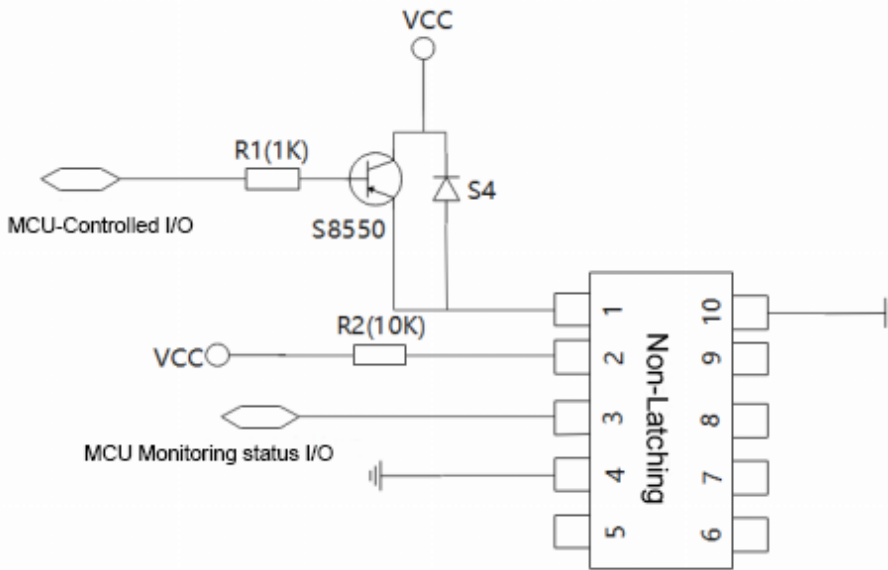 VCC
R1(1K)
S4
MCU-Controlled I/O
S8550
R2(10K)
VCC
MCU Monitoring status I/O
Non-Latching
1
2
3
4
5
10
9
8
7
6